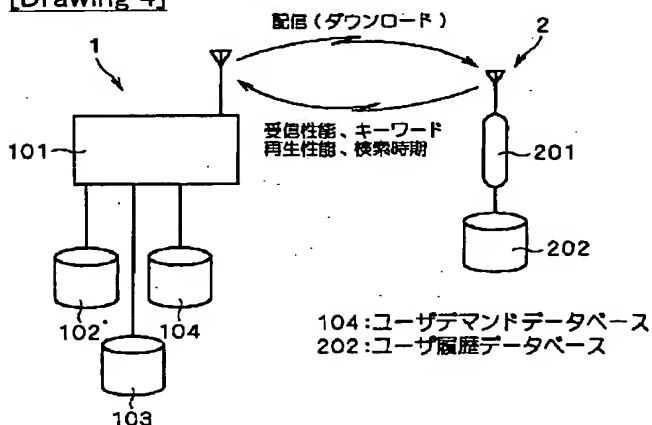 [Drawing 4]
配信(ダウンロード)
1
2
受信性能、キーワード
再生性能、検索時期
101
201
202
102
104
103
104:ユーザデマンドデータベース
202:ユーザ履歴データベース